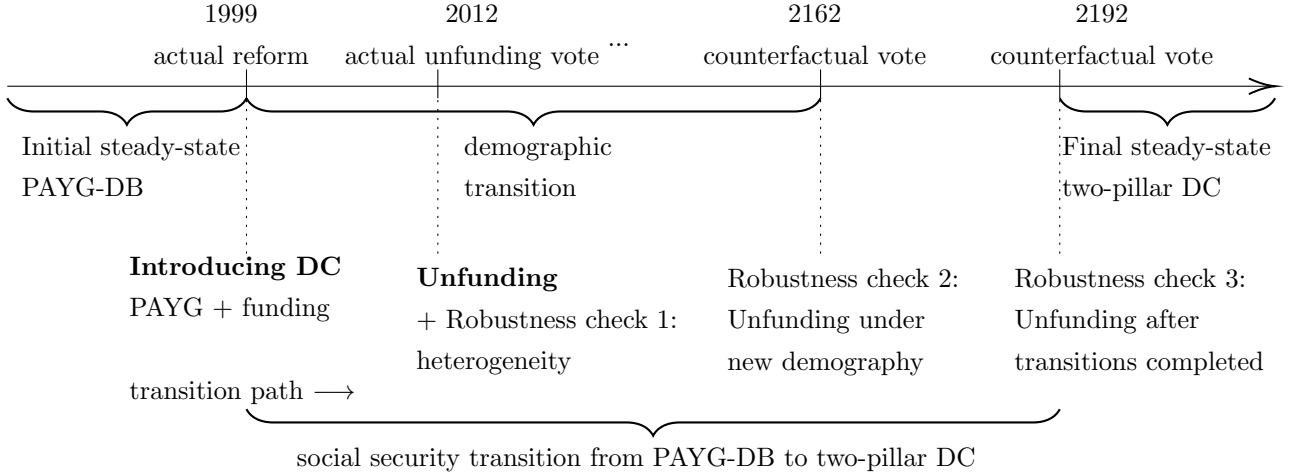 1999 2012 2162 2192
actual reform actual unfunding vote ... counterfactual vote counterfactual vote
Initial steady-state
PAYG-DB
demographic
transition
Final steady-state
two-pillar DC
Introducing DC
PAYG + funding
Unfunding
+ Robustness check 1:
heterogeneity
Robustness check 2:
Unfunding under
new demography
Robustness check 3:
Unfunding after
transitions completed
transition path ⟶
social security transition from PAYG-DB to two-pillar DC